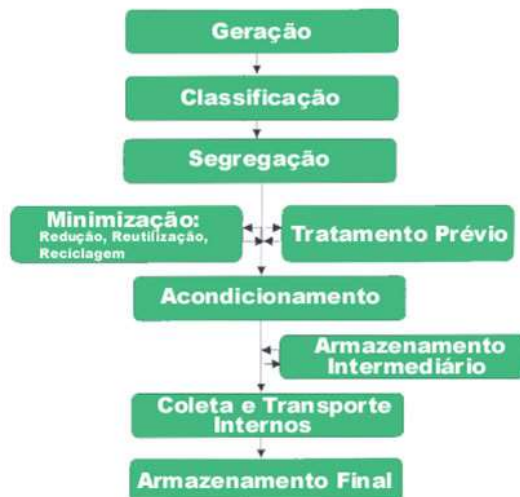 Geração
Classificação
Segregação
Minimização:
Redução, Reutilização,
Reciclagem
Tratamento Prévio
Acondicionamento
Armazenamento
Intermediário
Coleta e Transporte
Internos
Armazenamento Final